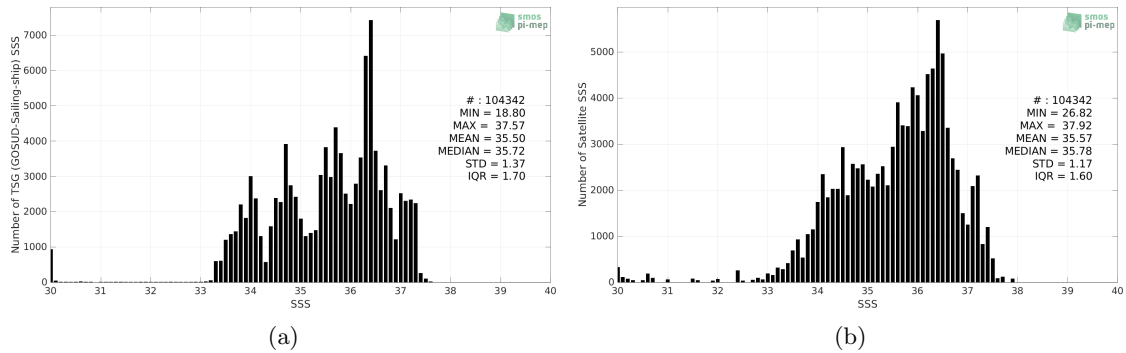 smos
pi-mep
Number of TSG (GOSUD-Sailing-ship) SSS
7000
6000
5000
4000
3000
2000
1000
0
# : 104342
MIN = 18.80
MAX = 37.57
MEAN = 35.50
MEDIAN = 35.72
STD = 1.37
IQR = 1.70
30 31 32 33 34 35 36 37 38 39 40
SSS
(a)
smos
pi-mep
Number of Satellite SSS
5000
4000
3000
2000
1000
0
# : 104342
MIN = 26.82
MAX = 37.92
MEAN = 35.57
MEDIAN = 35.78
STD = 1.17
IQR = 1.60
30 31 32 33 34 35 36 37 38 39 40
SSS
(b)